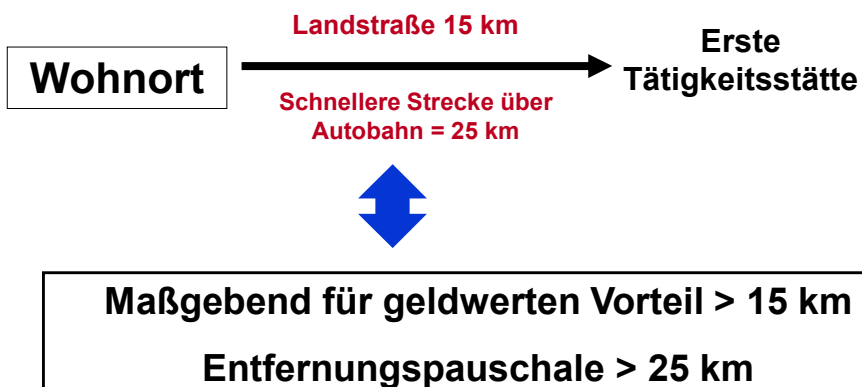 Landstraße 15 km
Wohnort
Erste
Tätigkeitsstätte
Schnellere Strecke über
Autobahn = 25 km
Maßgebend für geldwerten Vorteil > 15 km
Entfernungspauschale > 25 km